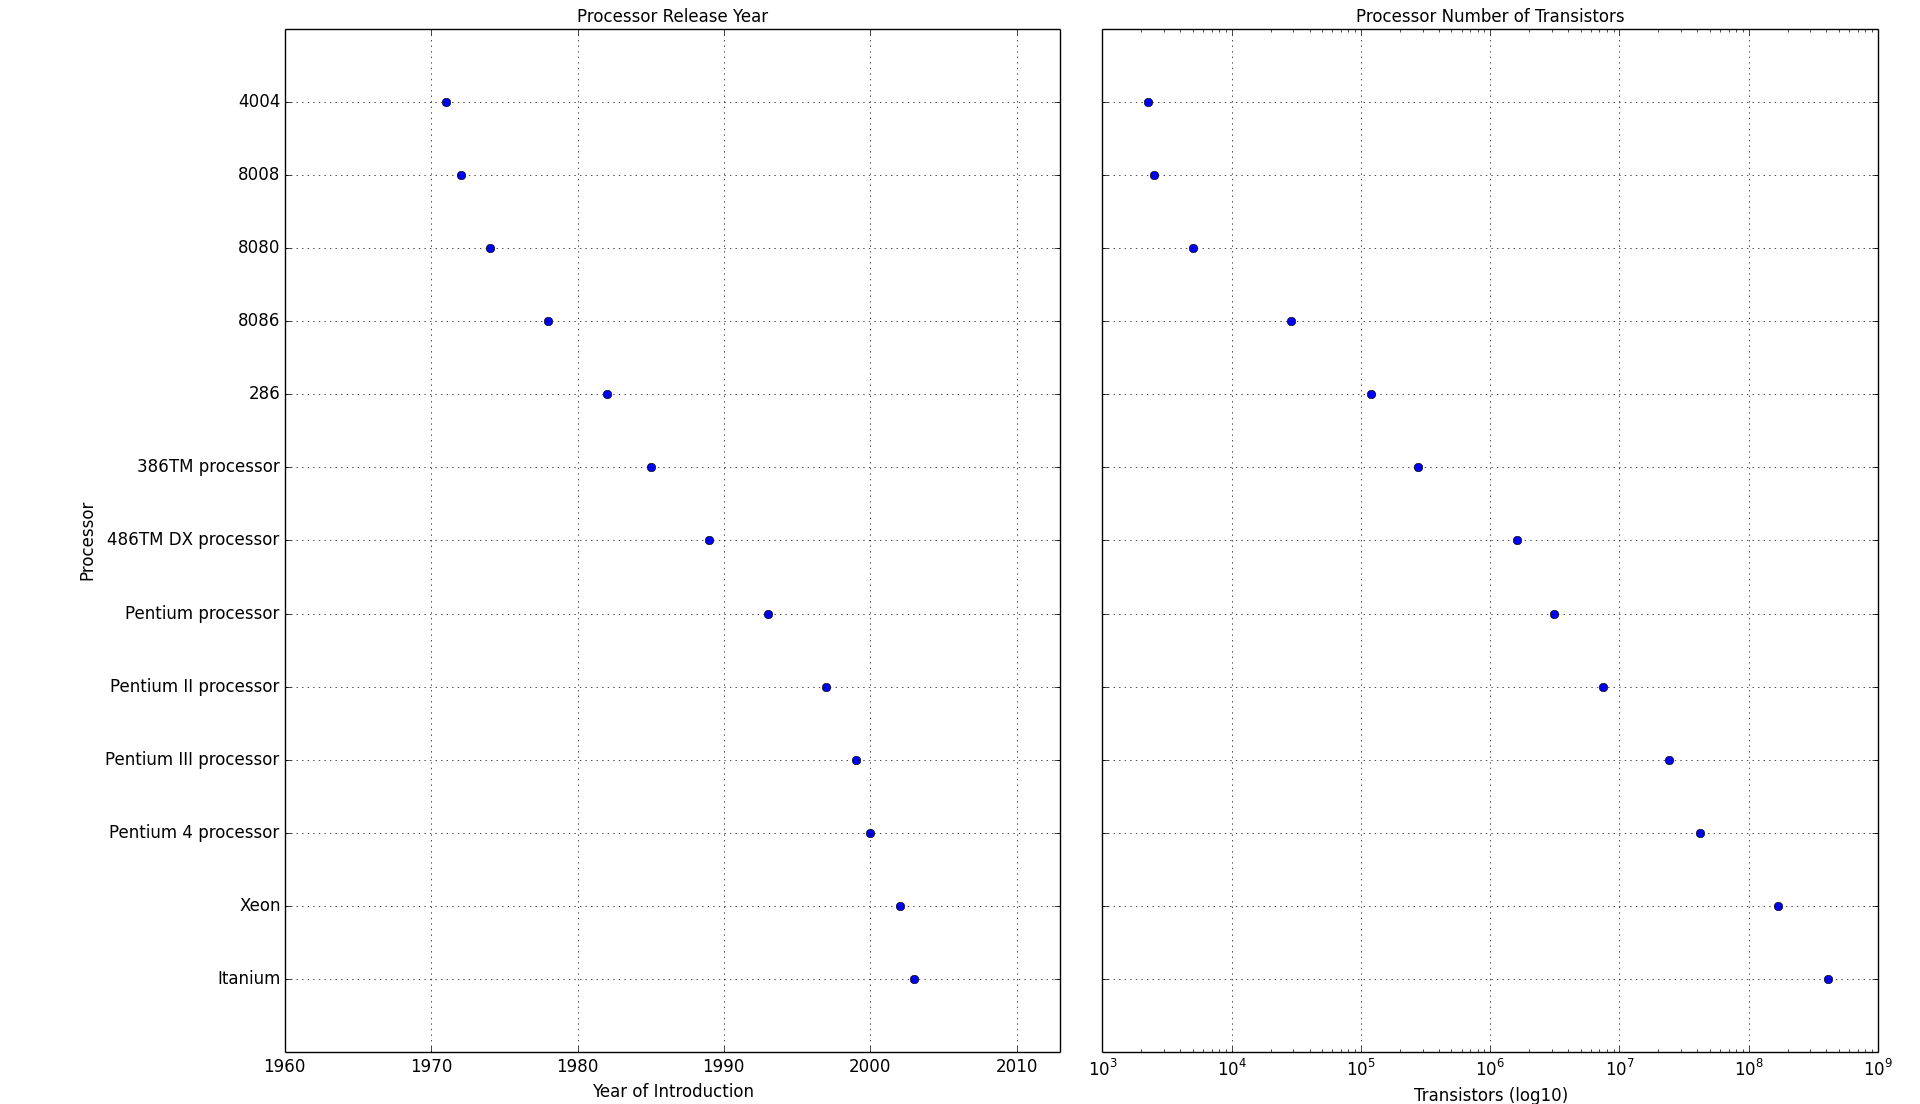 Processor Release Year
Processor Number of Transistors
4004
8008
8080
8086
286
386TM processor
486TM DX processor
Pentium processor
Pentium II processor
Pentium III processor
Pentium 4 processor
Xeon
Itanium
Processor
1960 1970 1980 1990 2000 2010
Year of Introduction
10³ 10⁴ 10⁵ 10⁶ 10⁷ 10⁸ 10⁹
Transistors (log10)